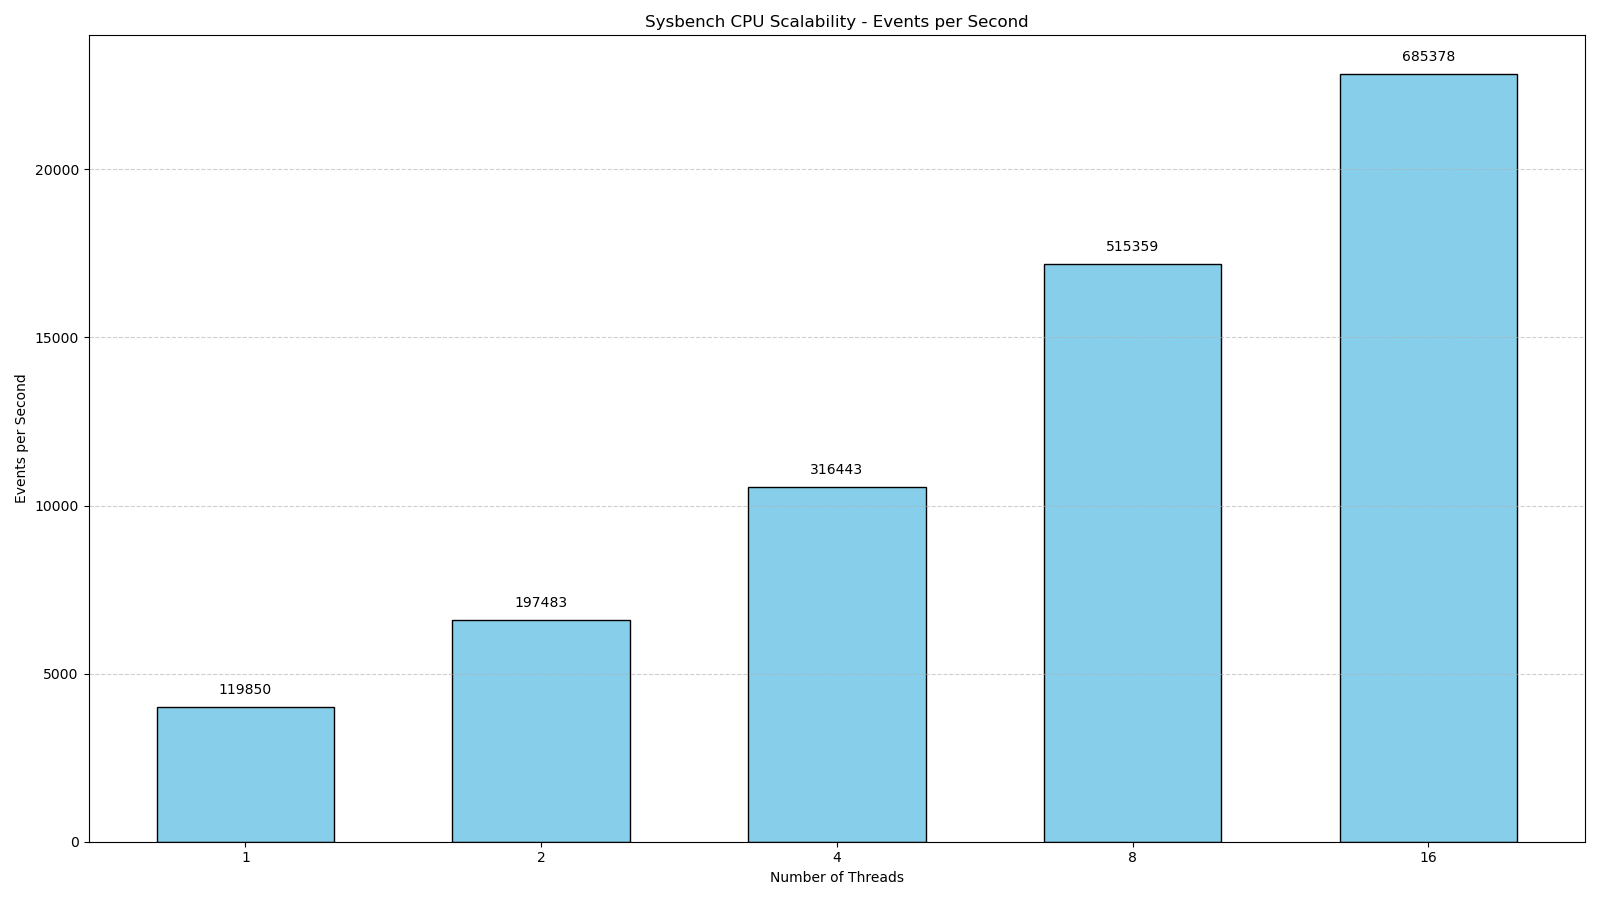 Sysbench CPU Scalability - Events per Second
685378
20000
515359
15000
Events per Second
316443
10000
197483
5000
119850
0
1 2 4 8 16
Number of Threads